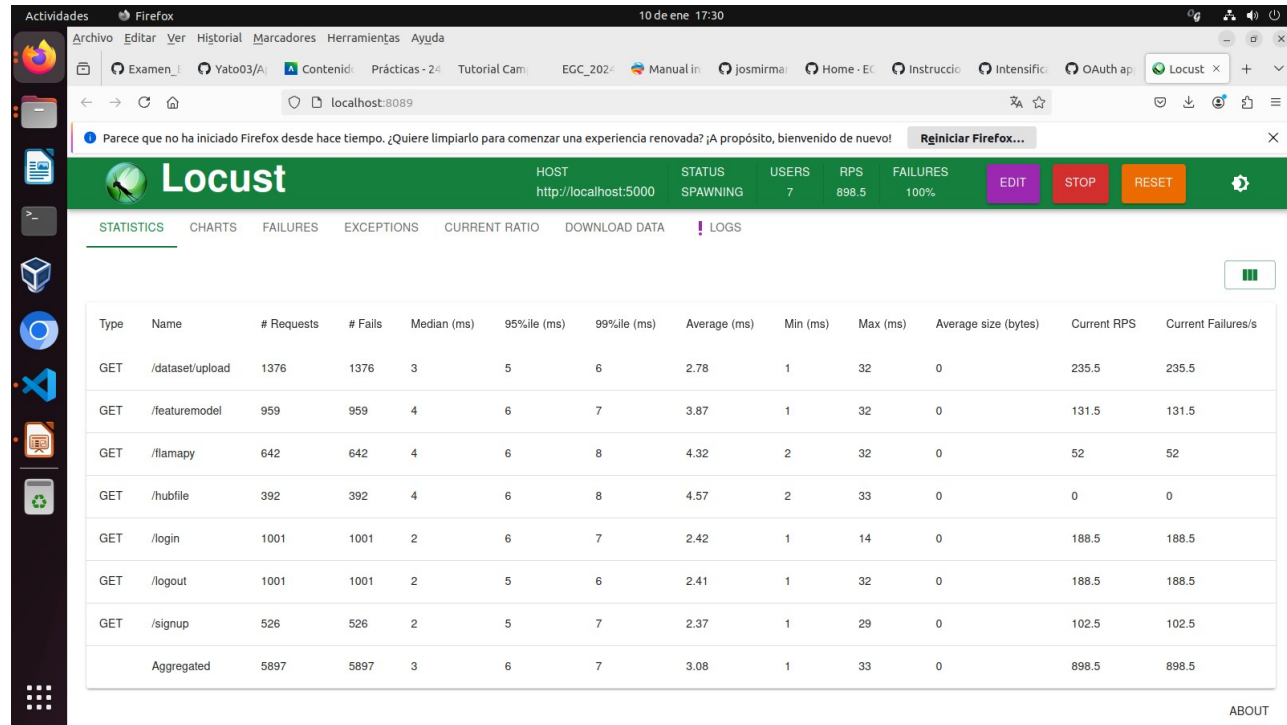 Actividades Firefox 10 de ene 17:30
Archivo Editar Ver Historial Marcadores Herramientas Ayuda
Examen_ Yato03/A Contenido Prácticas - 24 Tutorial Cam EGC_2024 Manual in josmirmar Home · EG Instruccio Intensific OAuth ap Locust
localhost:8089
Parece que no ha iniciado Firefox desde hace tiempo. ¿Quiere limpiarlo para comenzar una experiencia renovada? ¡A propósito, bienvenido de nuevo! Reiniciar Firefox...
Locust
HOST STATUS USERS RPS FAILURES
http://localhost:5000 SPAWNING 7 898.5 100%
EDIT STOP RESET
STATISTICS CHARTS FAILURES EXCEPTIONS CURRENT RATIO DOWNLOAD DATA LOGS
Type Name # Requests # Fails Median (ms) 95%ile (ms) 99%ile (ms) Average (ms) Min (ms) Max (ms) Average size (bytes) Current RPS Current Failures/s
GET /dataset/upload 1376 1376 3 5 6 2.78 1 32 0 235.5 235.5
GET /featuremodel 959 959 4 6 7 3.87 1 32 0 131.5 131.5
GET /flamapy 642 642 4 6 8 4.32 2 32 0 52 52
GET /hubfile 392 392 4 6 8 4.57 2 33 0 0 0
GET /login 1001 1001 2 6 7 2.42 1 14 0 188.5 188.5
GET /logout 1001 1001 2 5 6 2.41 1 32 0 188.5 188.5
GET /signup 526 526 2 5 7 2.37 1 29 0 102.5 102.5
Aggregated 5897 5897 3 6 7 3.08 1 33 0 898.5 898.5
ABOUT